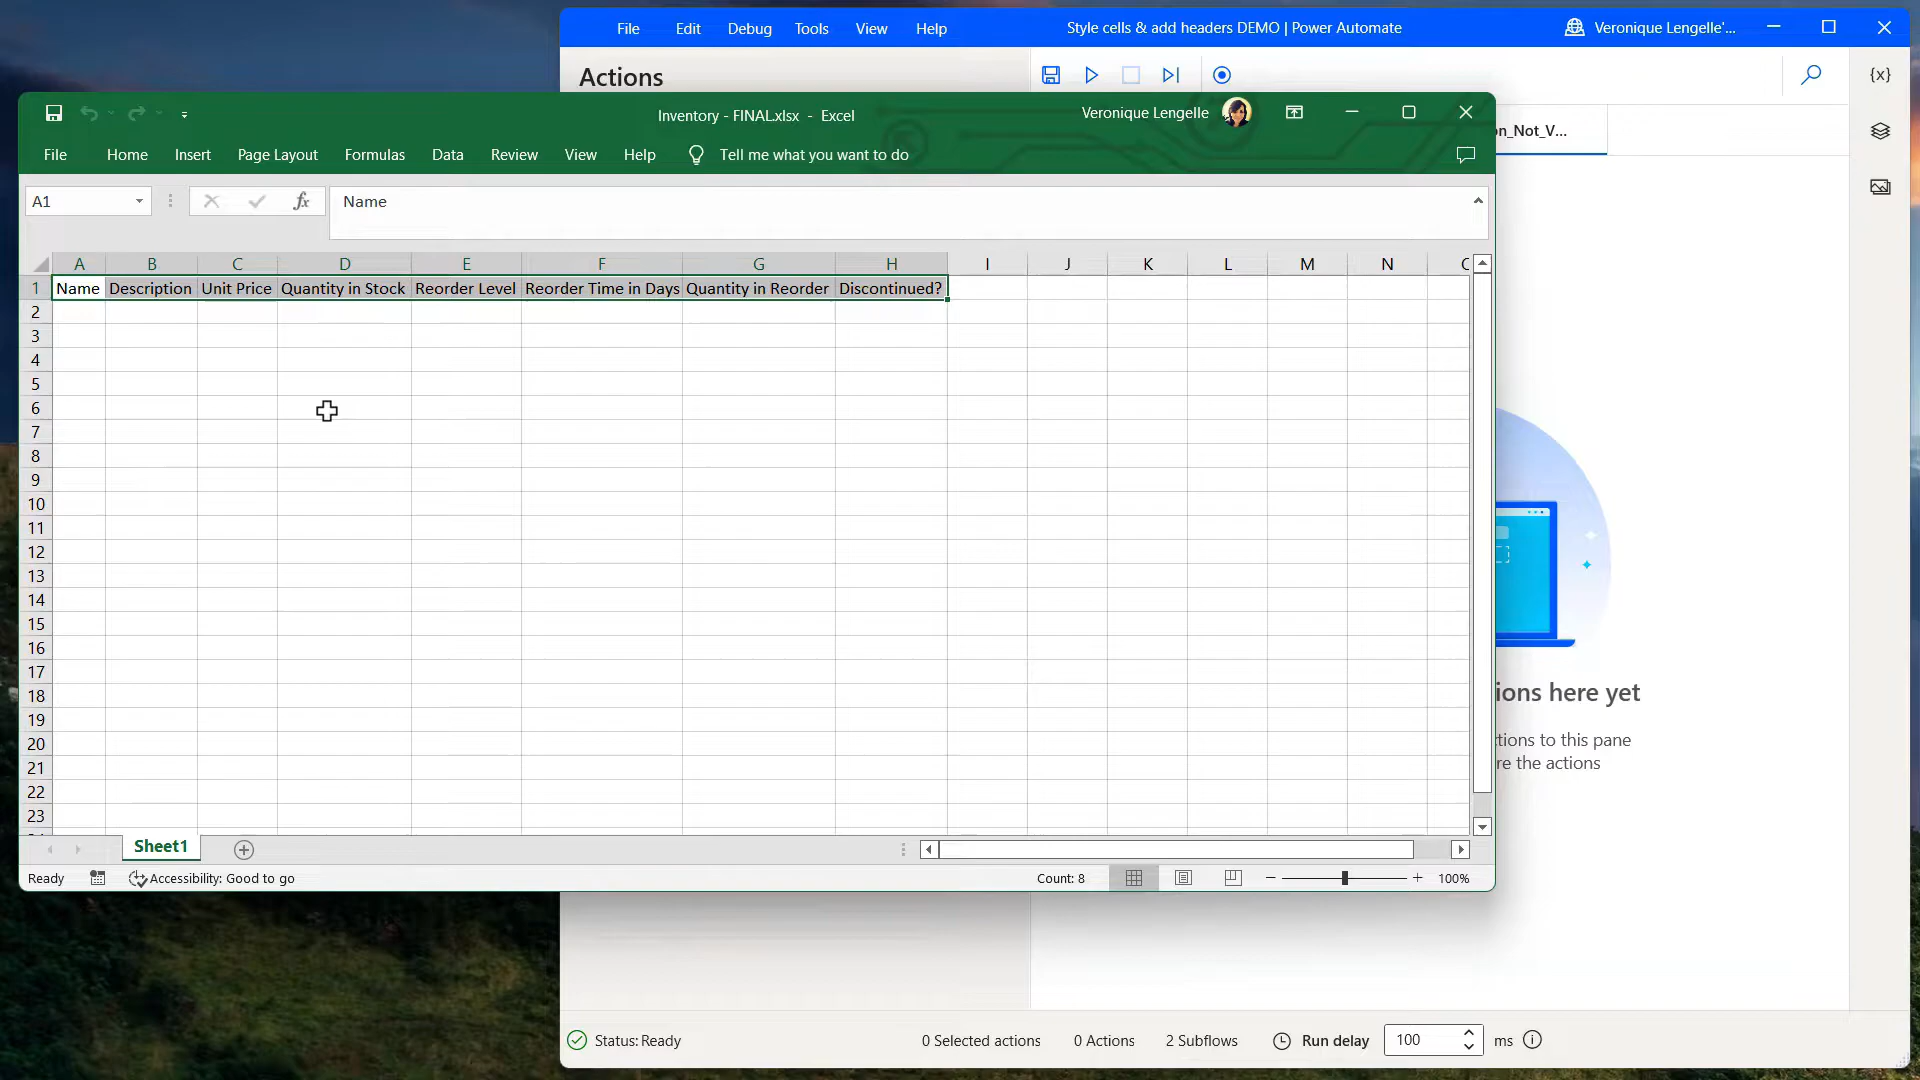 File Edit Debug Tools View Help Style cells & add headers DEMO | Power Automate Veronique Lengelle'...
Actions
{x}
Inventory - FINAL.xlsx - Excel Veronique Lengelle
on_Not_V...
File Home Insert Page Layout Formulas Data Review View Help Tell me what you want to do
A1 fx Name
A B C D E F G H I J K L M N
1 Name Description Unit Price Quantity in Stock Reorder Level Reorder Time in Days Quantity in Reorder Discontinued?
2
3
4
5
6
7
8
9
10
11
12
13
14
15
16
17
18
19
20
21
22
23
ions here yet
tions to this pane
re the actions
Sheet1
Ready Accessibility: Good to go Count: 8 100%
Status: Ready 0 Selected actions 0 Actions 2 Subflows Run delay 100 ms